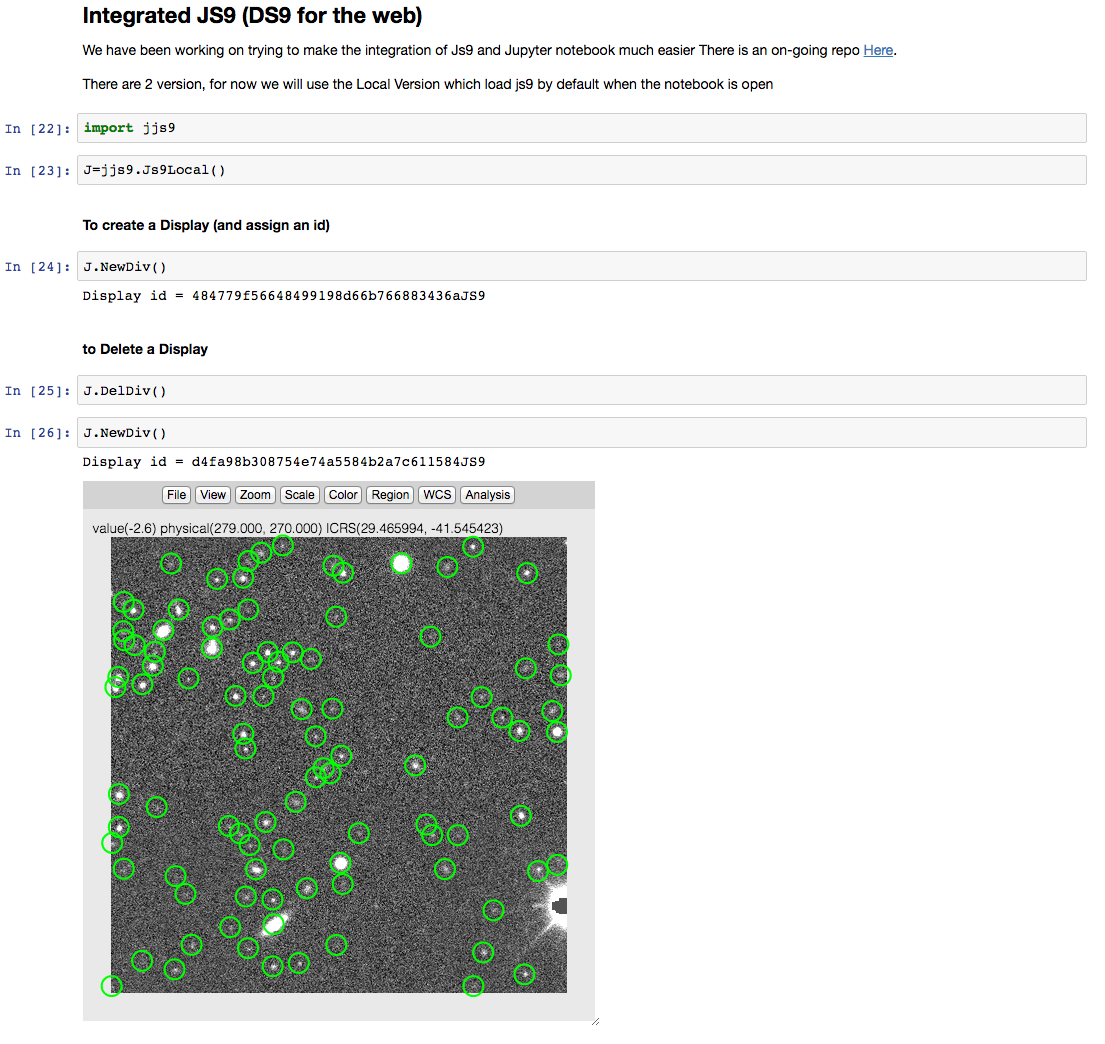 Integrated JS9 (DS9 for the web)
We have been working on trying to make the integration of Js9 and Jupyter notebook much easier There is an on-going repo Here.
There are 2 version, for now we will use the Local Version which load js9 by default when the notebook is open
In [22]: import jjs9
In [23]: J=jjs9.Js9Local()
To create a Display (and assign an id)
In [24]: J.NewDiv()
Display id = 484779f56648499198d66b766883436aJS9
to Delete a Display
In [25]: J.DelDiv()
In [26]: J.NewDiv()
Display id = d4fa98b308754e74a5584b2a7c611584JS9
File View Zoom Scale Color Region WCS Analysis
value(-2.6) physical(279.000, 270.000) ICRS(29.465994, -41.545423)